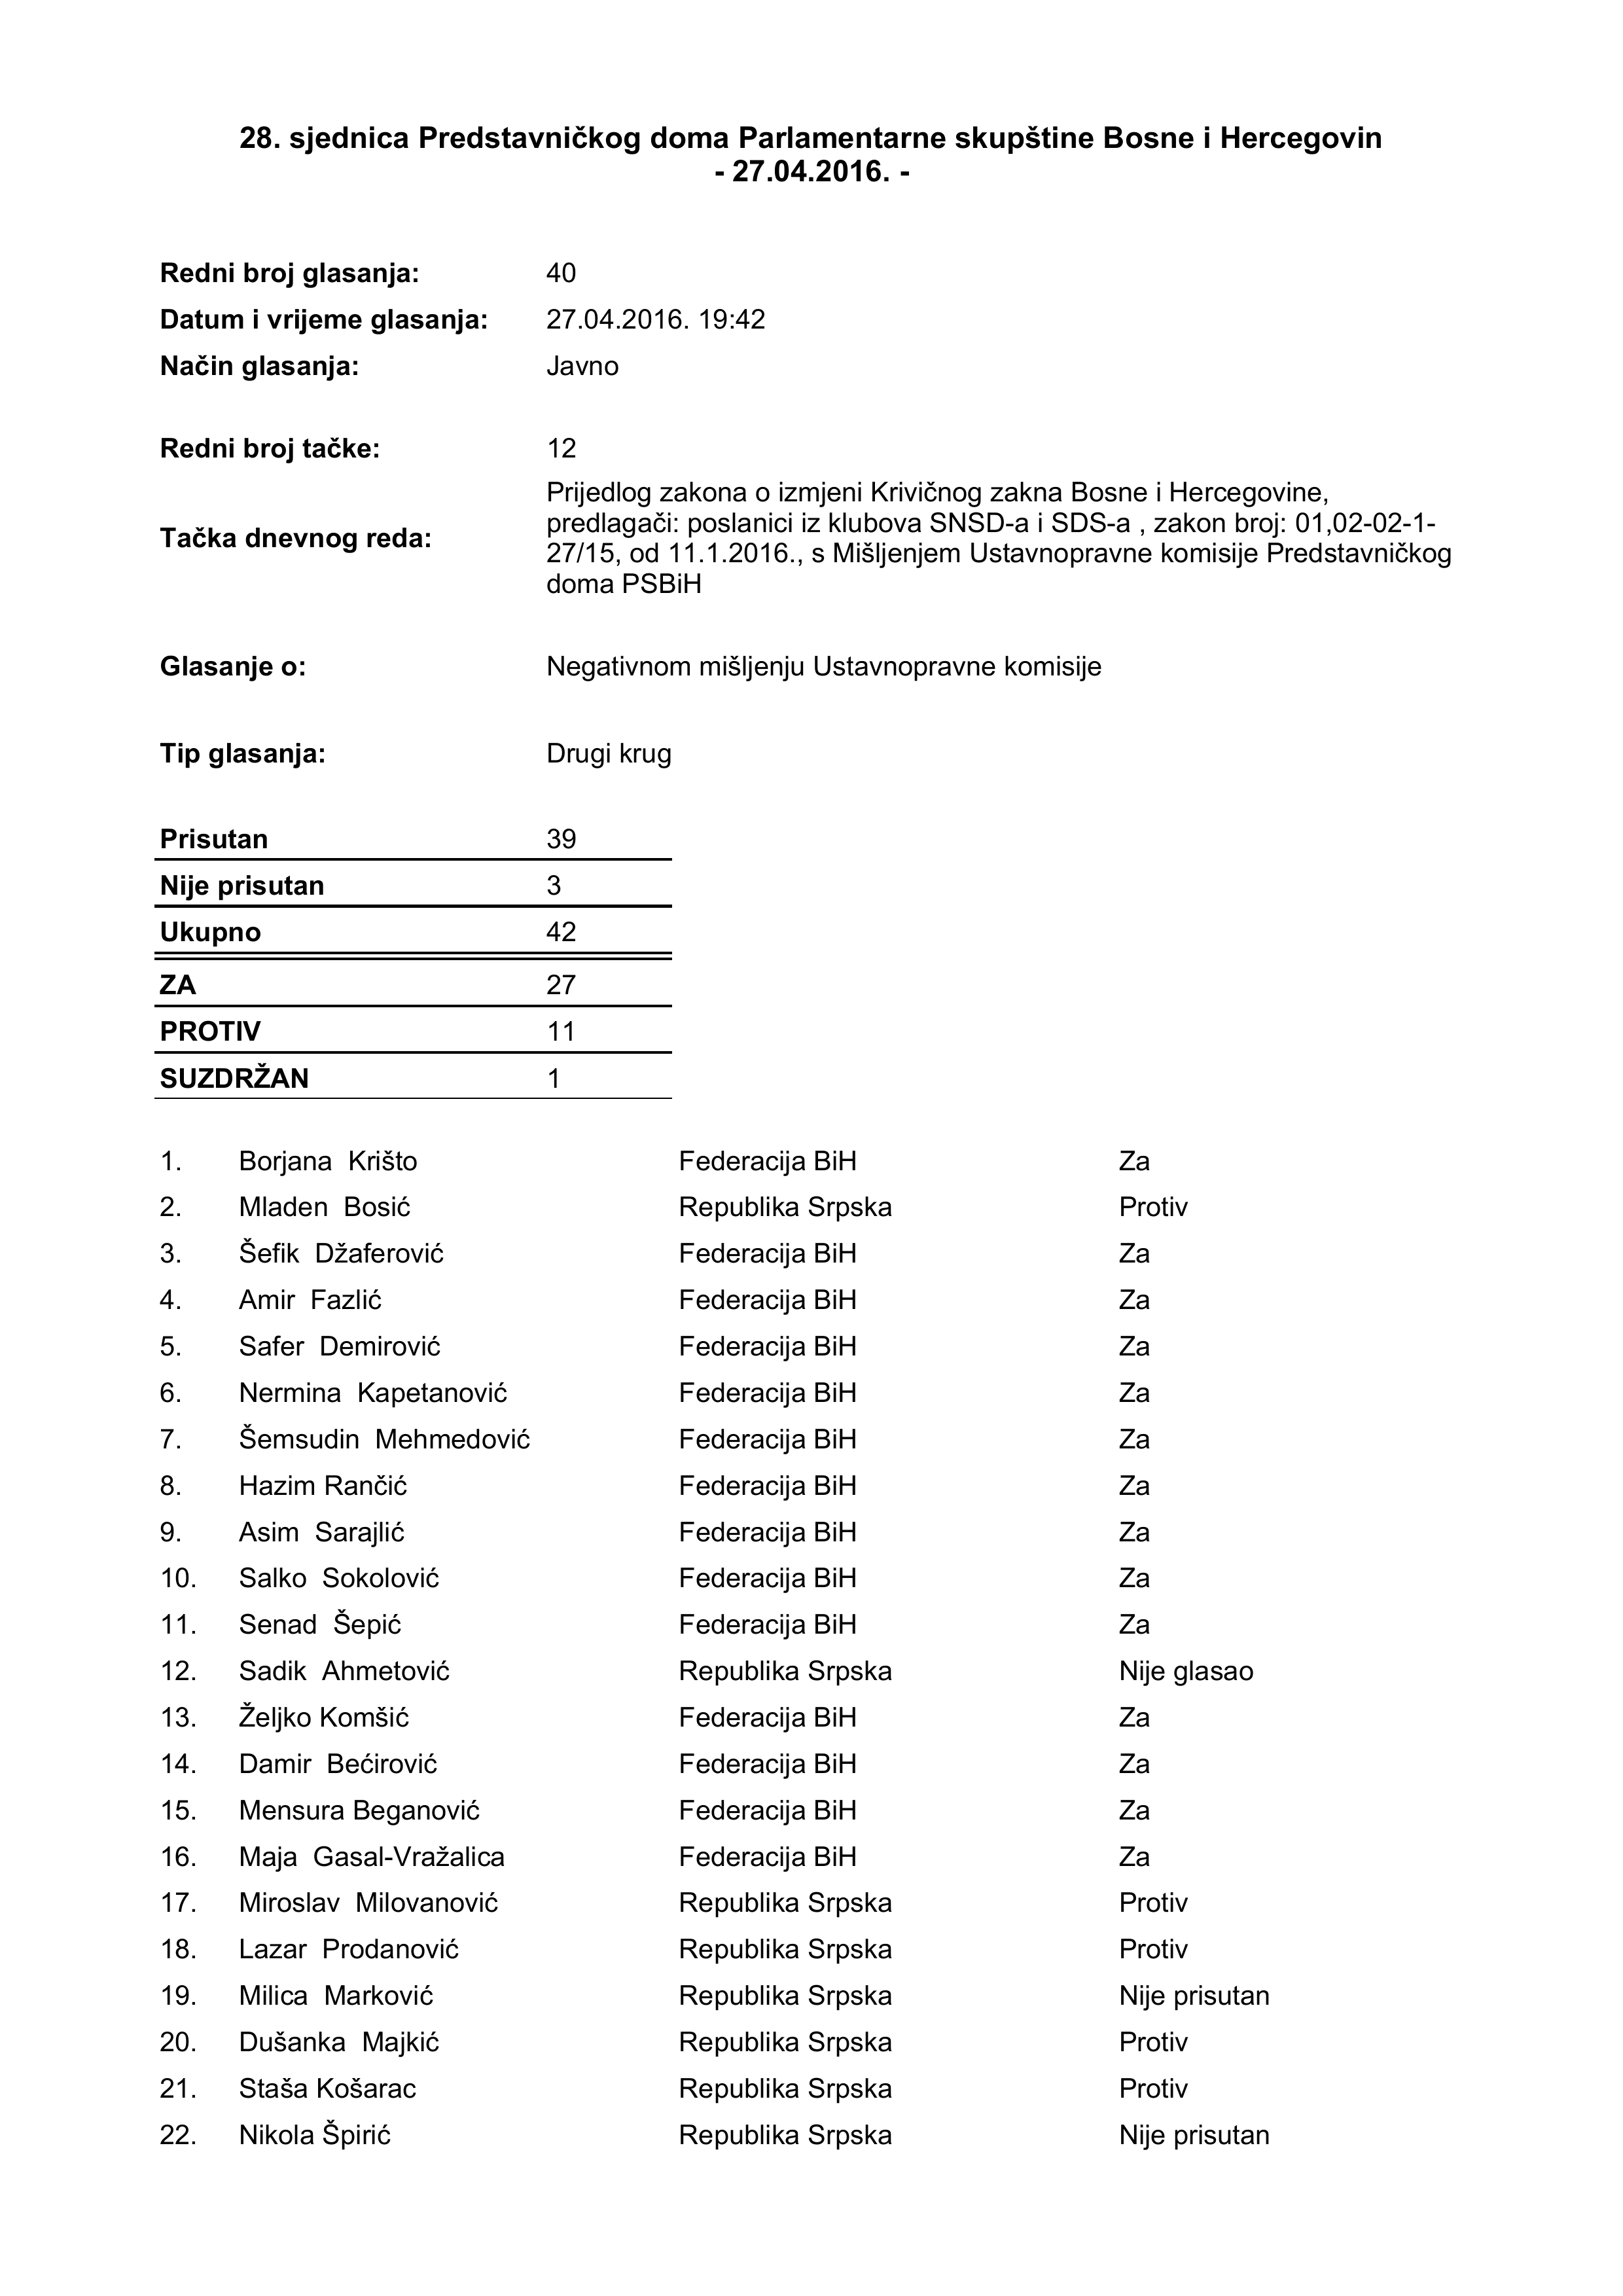 28. sjednica Predstavničkog doma Parlamentarne skupštine Bosne i Hercegovin
- 27.04.2016. -
Redni broj glasanja: 40
Datum i vrijeme glasanja: 27.04.2016. 19:42
Način glasanja: Javno
Redni broj tačke: 12
Tačka dnevnog reda: Prijedlog zakona o izmjeni Krivičnog zakna Bosne i Hercegovine,
predlagači: poslanici iz klubova SNSD-a i SDS-a , zakon broj: 01,02-02-1-
27/15, od 11.1.2016., s Mišljenjem Ustavnopravne komisije Predstavničkog
doma PSBiH
Glasanje o: Negativnom mišljenju Ustavnopravne komisije
Tip glasanja: Drugi krug
Prisutan 39
Nije prisutan 3
Ukupno 42
ZA 27
PROTIV 11
SUZDRŽAN 1
1. Borjana Krišto Federacija BiH Za
2. Mladen Bosić Republika Srpska Protiv
3. Šefik Džaferović Federacija BiH Za
4. Amir Fazlić Federacija BiH Za
5. Safer Demirović Federacija BiH Za
6. Nermina Kapetanović Federacija BiH Za
7. Šemsudin Mehmedović Federacija BiH Za
8. Hazim Rančić Federacija BiH Za
9. Asim Sarajlić Federacija BiH Za
10. Salko Sokolović Federacija BiH Za
11. Senad Šepić Federacija BiH Za
12. Sadik Ahmetović Republika Srpska Nije glasao
13. Željko Komšić Federacija BiH Za
14. Damir Bećirović Federacija BiH Za
15. Mensura Beganović Federacija BiH Za
16. Maja Gasal-Vražalica Federacija BiH Za
17. Miroslav Milovanović Republika Srpska Protiv
18. Lazar Prodanović Republika Srpska Protiv
19. Milica Marković Republika Srpska Nije prisutan
20. Dušanka Majkić Republika Srpska Protiv
21. Staša Košarac Republika Srpska Protiv
22. Nikola Špirić Republika Srpska Nije prisutan